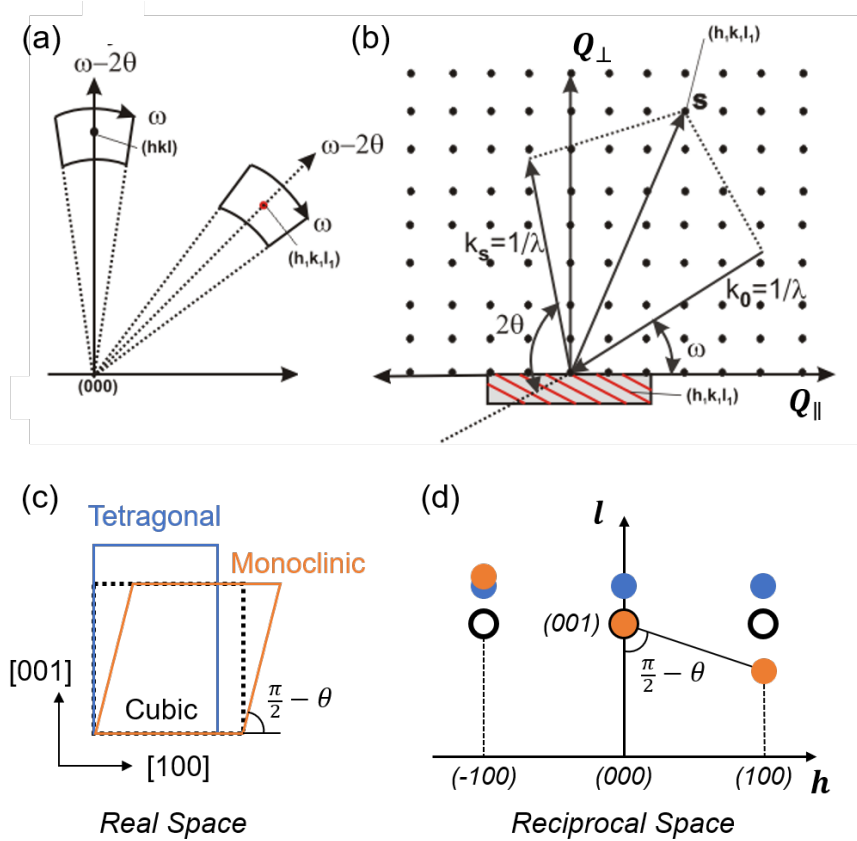 (a)
ω−2θ
ω
(hkl)
ω−2θ
ω
(h₁k₁l₁)
(000)
(b)
Q⊥
(h₁k₁l₁)
s
kₛ=1/λ
k₀=1/λ
2θ
ω
(h₁k₁l₁)
Q∥
(c)
Tetragonal
Monoclinic
[001]
Cubic
π/2 − θ
[100]
Real Space
(d)
l
(001)
π/2 − θ
(-100)
(000)
(100)
h
Reciprocal Space